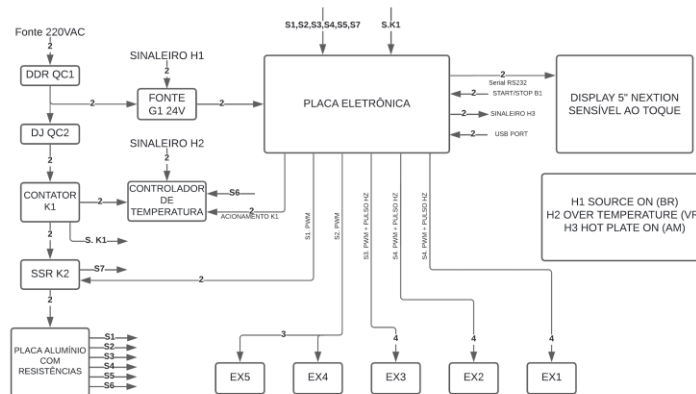 S1,S2,S3,S4,S5,S7
S.K1
Fonte 220VAC
2
DDR QC1
SINALEIRO H1
2
2
FONTE
G1 24V
2
PLACA ELETRÔNICA
2
Serial RS232
2
START/STOP B1
2
SINALEIRO H3
2
USB PORT
DISPLAY 5" NEXTION
SENSÍVEL AO TOQUE
2
DJ QC2
2
SINALEIRO H2
2
CONTATOR
K1
2
CONTROLADOR
DE
TEMPERATURA
S6
2
ACIONAMENTO K1
S. K1
2
SSR K2
S7
2
2
S1. PWM
S2. PWM
S3. PWM + PULSO HZ
S4. PWM + PULSO HZ
S4. PWM + PULSO HZ
H1 SOURCE ON (BR)
H2 OVER TEMPERATURE (VR
H3 HOT PLATE ON (AM)
PLACA ALUMÍNIO
COM
RESISTÊNCIAS
S1
S2
S3
S4
S5
S6
3
4
4
4
EX5
EX4
EX3
EX2
EX1